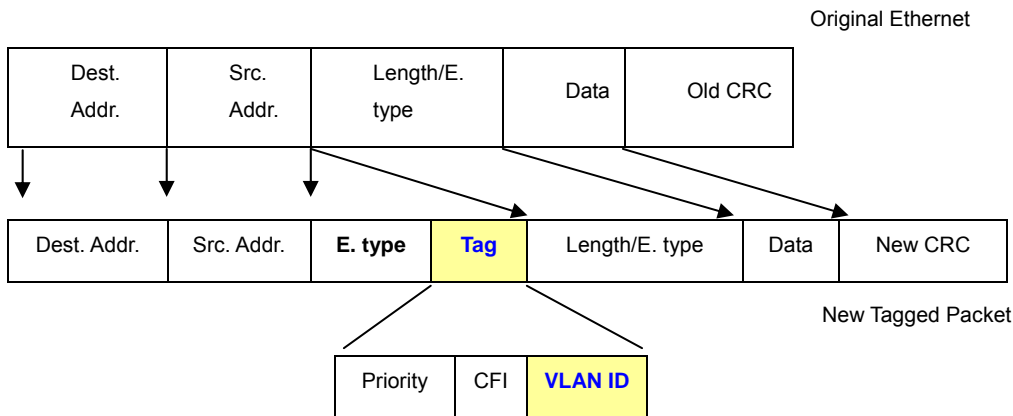 Original Ethernet
Dest. Addr.
Src. Addr.
Length/E. type
Data
Old CRC
Dest. Addr.
Src. Addr.
E. type
Tag
Length/E. type
Data
New CRC
New Tagged Packet
Priority
CFI
VLAN ID